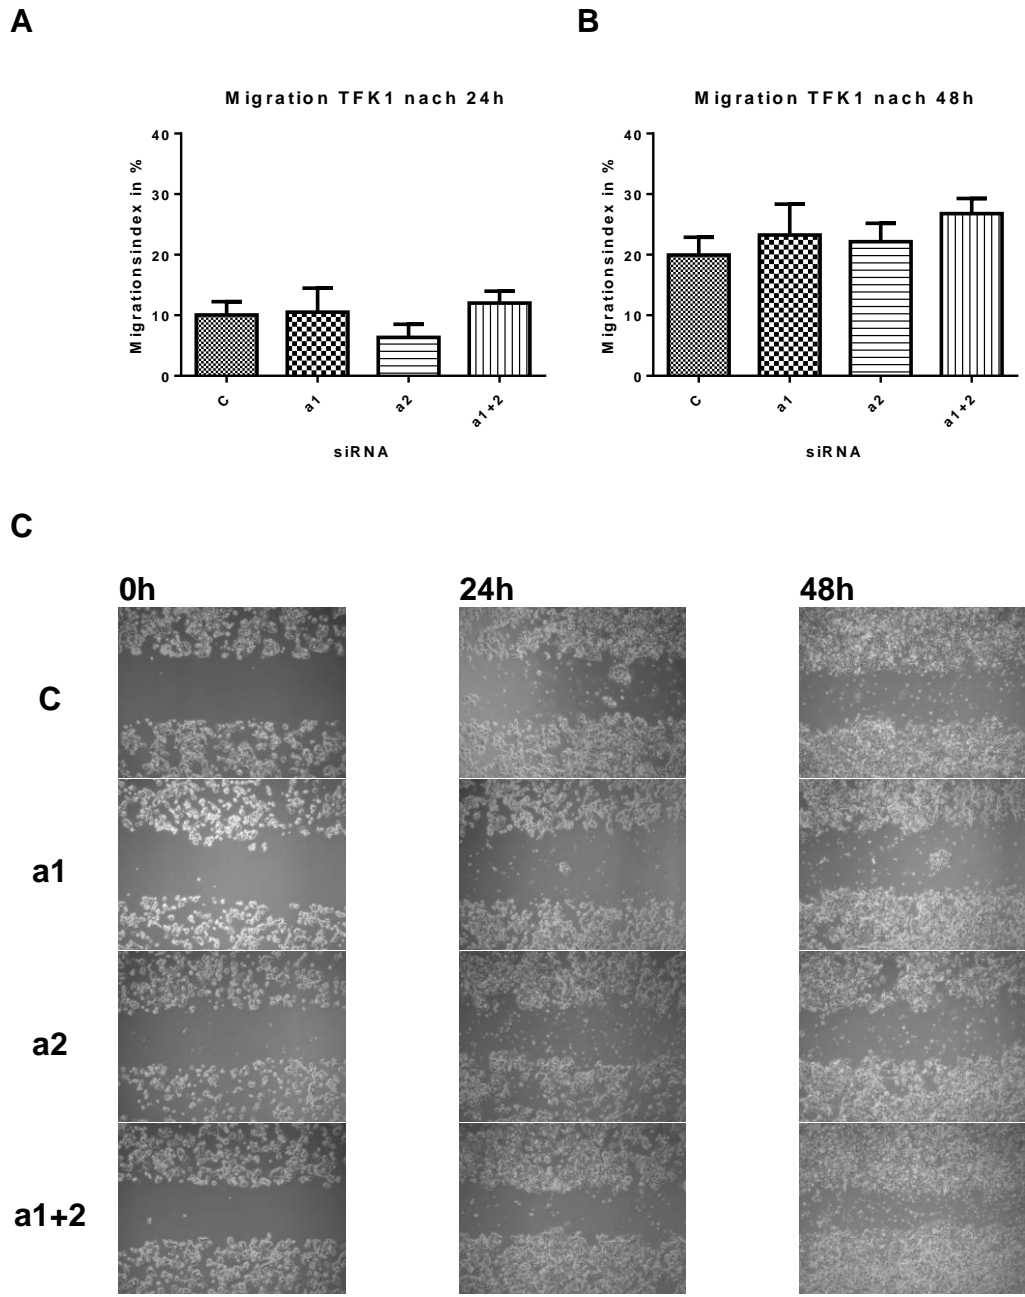 A
B
Migration TFK1 nach 24h
Migrationsindex in %
40
30
20
10
0
C
a1
a2
a1+2
siRNA
Migration TFK1 nach 48h
Migrationsindex in %
40
30
20
10
0
C
a1
a2
a1+2
siRNA
C
0h
24h
48h
C
a1
a2
a1+2